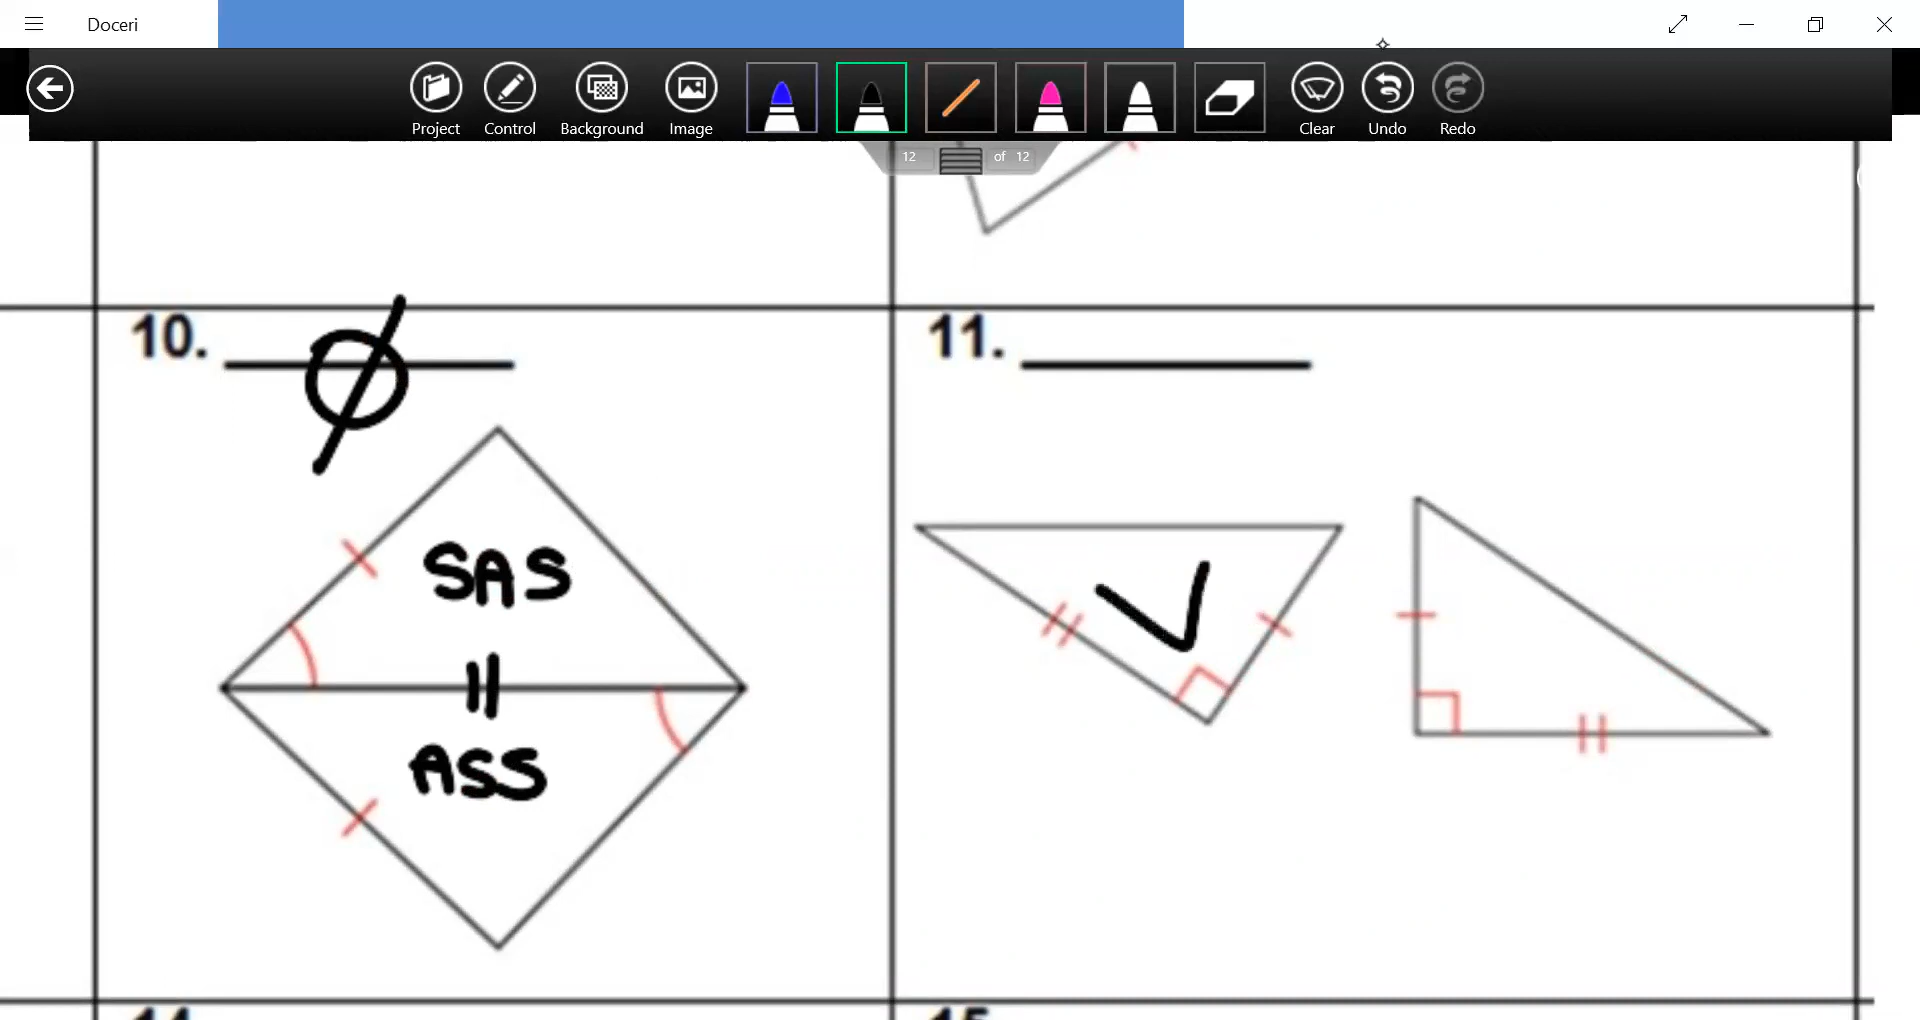 Doceri
Project Control Background Image Clear Undo Redo
12 of 12
10. Ø
11.
SAS
ASS